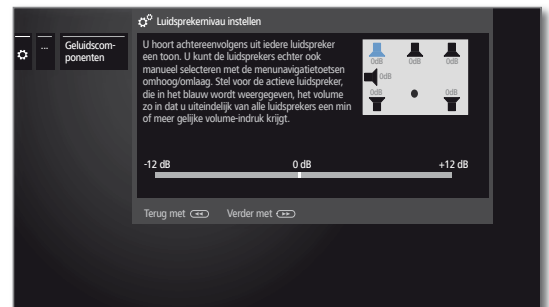 Luidsprekernivau instellen
...
Geluidscom-
ponenten
U hoort achtereenvolgens uit iedere luidspreker
een toon. U kunt de luidsprekers echter ook
manueel selecteren met de menunavigatietoetsen
omhoog/omlaag. Stel voor de actieve luidspreker,
die in het blauw wordt weergegeven, het volume
zo in dat u uiteindelijk van alle luidsprekers een min
of meer gelijke volume-indruk krijgt.
0dB 0dB 0dB
0dB
0dB 0dB
-12 dB 0 dB +12 dB
Terug met Verder met